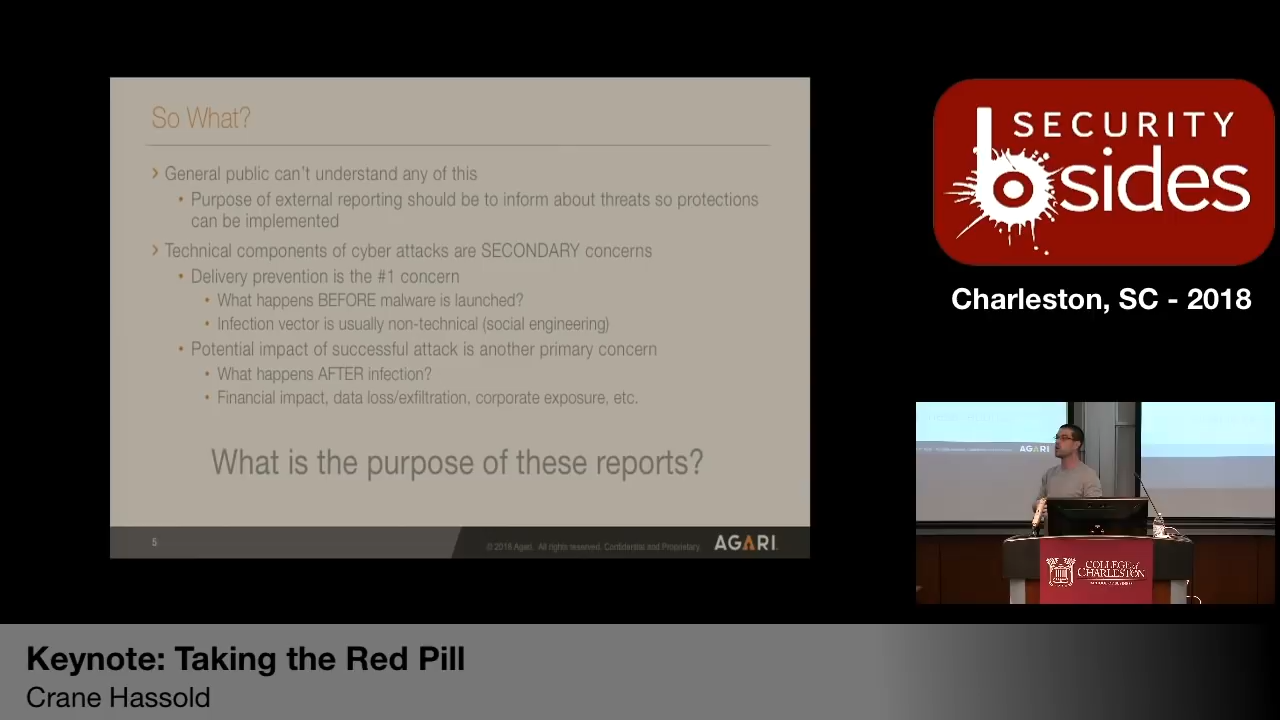 So What?
› General public can't understand any of this
• Purpose of external reporting should be to inform about threats so protections
can be implemented
› Technical components of cyber attacks are SECONDARY concerns
• Delivery prevention is the #1 concern
• What happens BEFORE malware is launched?
• Infection vector is usually non-technical (social engineering)
• Potential impact of successful attack is another primary concern
• What happens AFTER infection?
• Financial impact, data loss/exfiltration, corporate exposure, etc.
What is the purpose of these reports?
5
© 2018 Agari. All rights reserved. Confidential and Proprietary.
AGARI
SECURITY
bsides
Charleston, SC - 2018
AGARI
COLLEGE of
CHARLESTON
Keynote: Taking the Red Pill
Crane Hassold